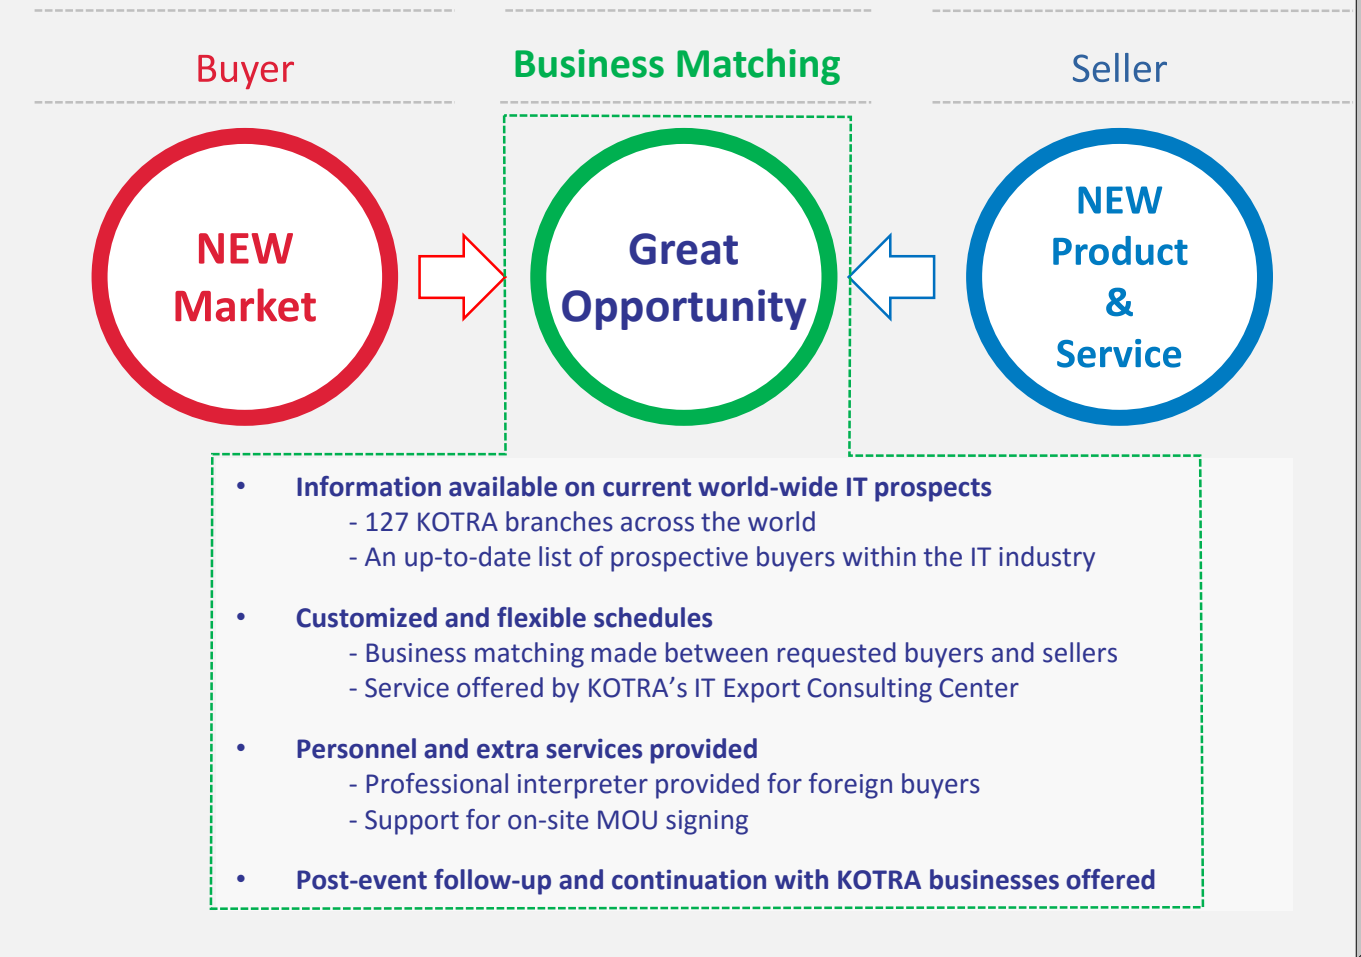 Buyer
Business Matching
Seller
NEW
Market
Great
Opportunity
NEW
Product
&
Service
• Information available on current world-wide IT prospects
- 127 KOTRA branches across the world
- An up-to-date list of prospective buyers within the IT industry
• Customized and flexible schedules
- Business matching made between requested buyers and sellers
- Service offered by KOTRA’s IT Export Consulting Center
• Personnel and extra services provided
- Professional interpreter provided for foreign buyers
- Support for on-site MOU signing
• Post-event follow-up and continuation with KOTRA businesses offered